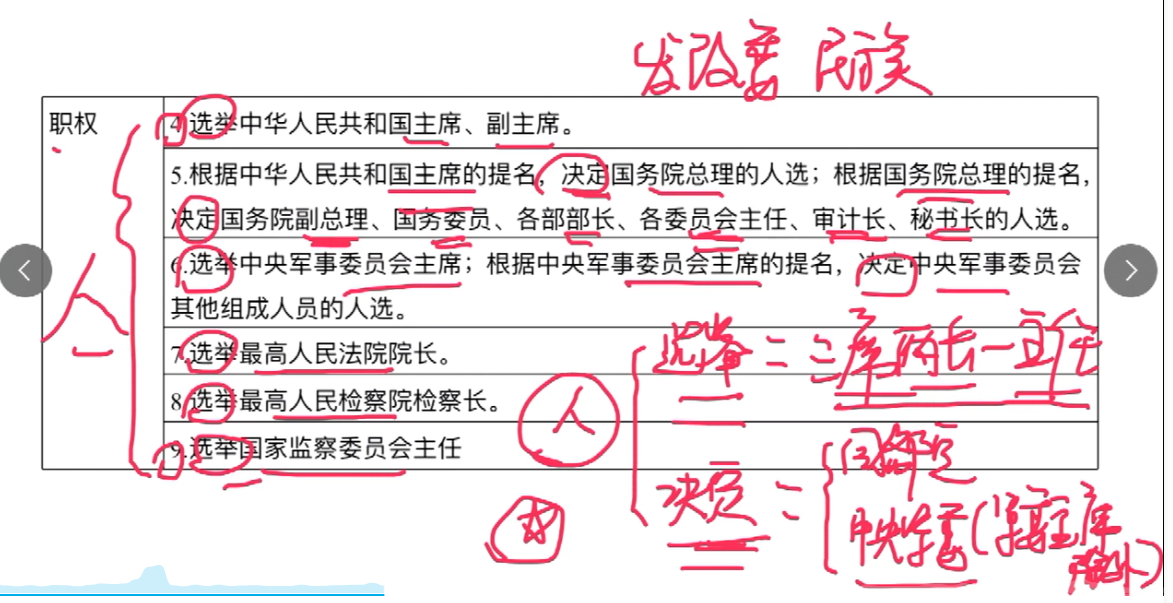 发改委 民族
职权
4.选举中华人民共和国主席、副主席。
5.根据中华人民共和国主席的提名，决定国务院总理的人选；根据国务院总理的提名，
决定国务院副总理、国务委员、各部部长、各委员会主任、审计长、秘书长的人选。
6.选举中央军事委员会主席；根据中央军事委员会主席的提名，决定中央军事委员会
其他组成人员的人选。
7.选举最高人民法院院长。
8.选举最高人民检察院检察长。
9.选举国家监察委员会主任
人
人
选举 = 三席两长一主任
决定 =
国务院
中央军委(军委主席除外)